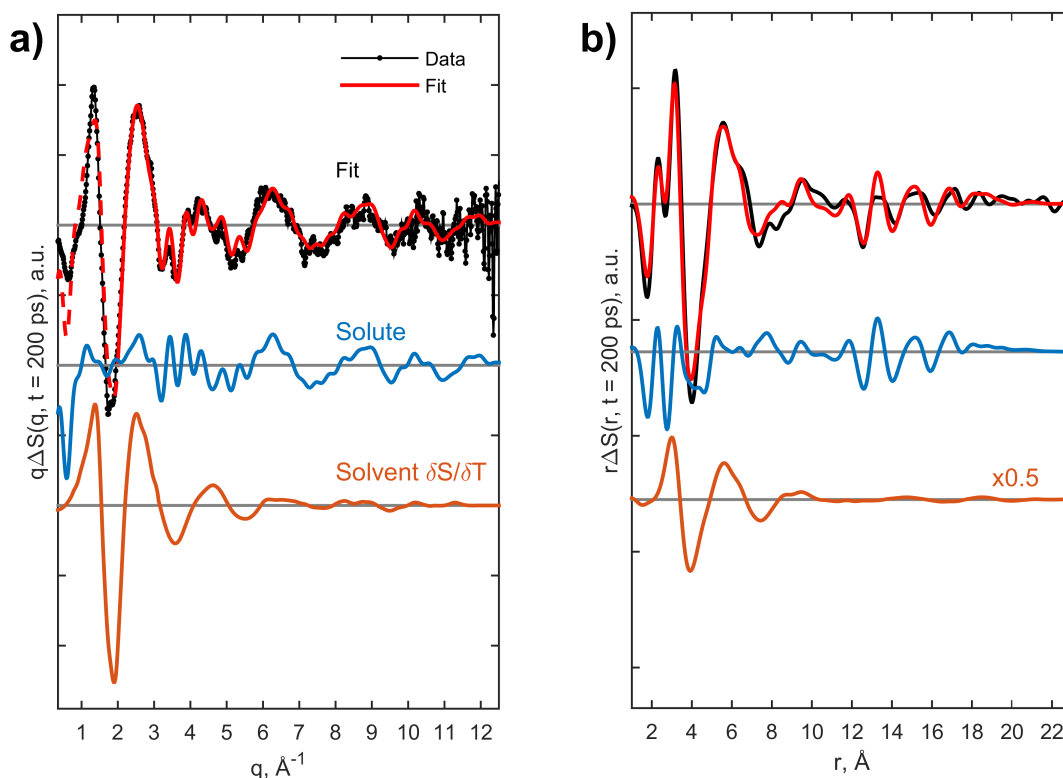 a)
Data
Fit
Fit
Solute
Solvent δS/δT
qΔS(q, t = 200 ps), a.u.
1 2 3 4 5 6 7 8 9 10 11 12
q, Å⁻¹
b)
x0.5
rΔS(r, t = 200 ps), a.u.
2 4 6 8 10 12 14 16 18 20 22
r, Å